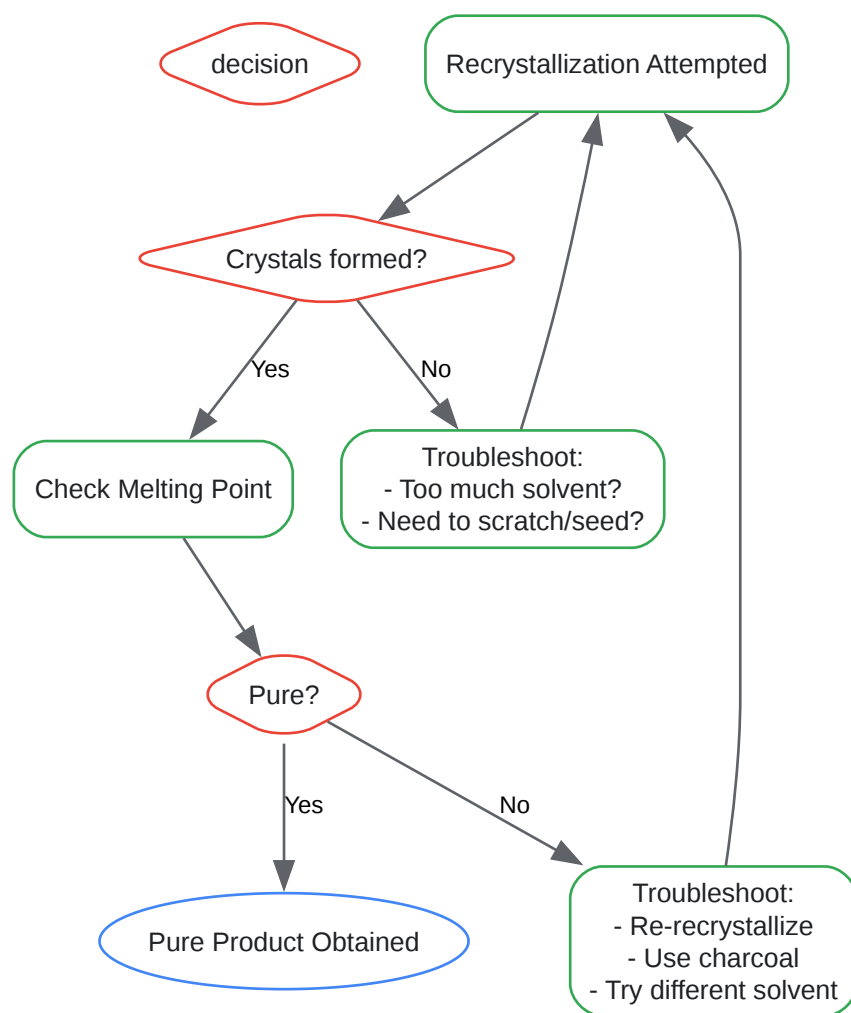 decision
Recrystallization Attempted
Crystals formed?
Yes
No
Check Melting Point
Troubleshoot:
- Too much solvent?
- Need to scratch/seed?
Pure?
Yes
No
Pure Product Obtained
Troubleshoot:
- Re-recrystallize
- Use charcoal
- Try different solvent